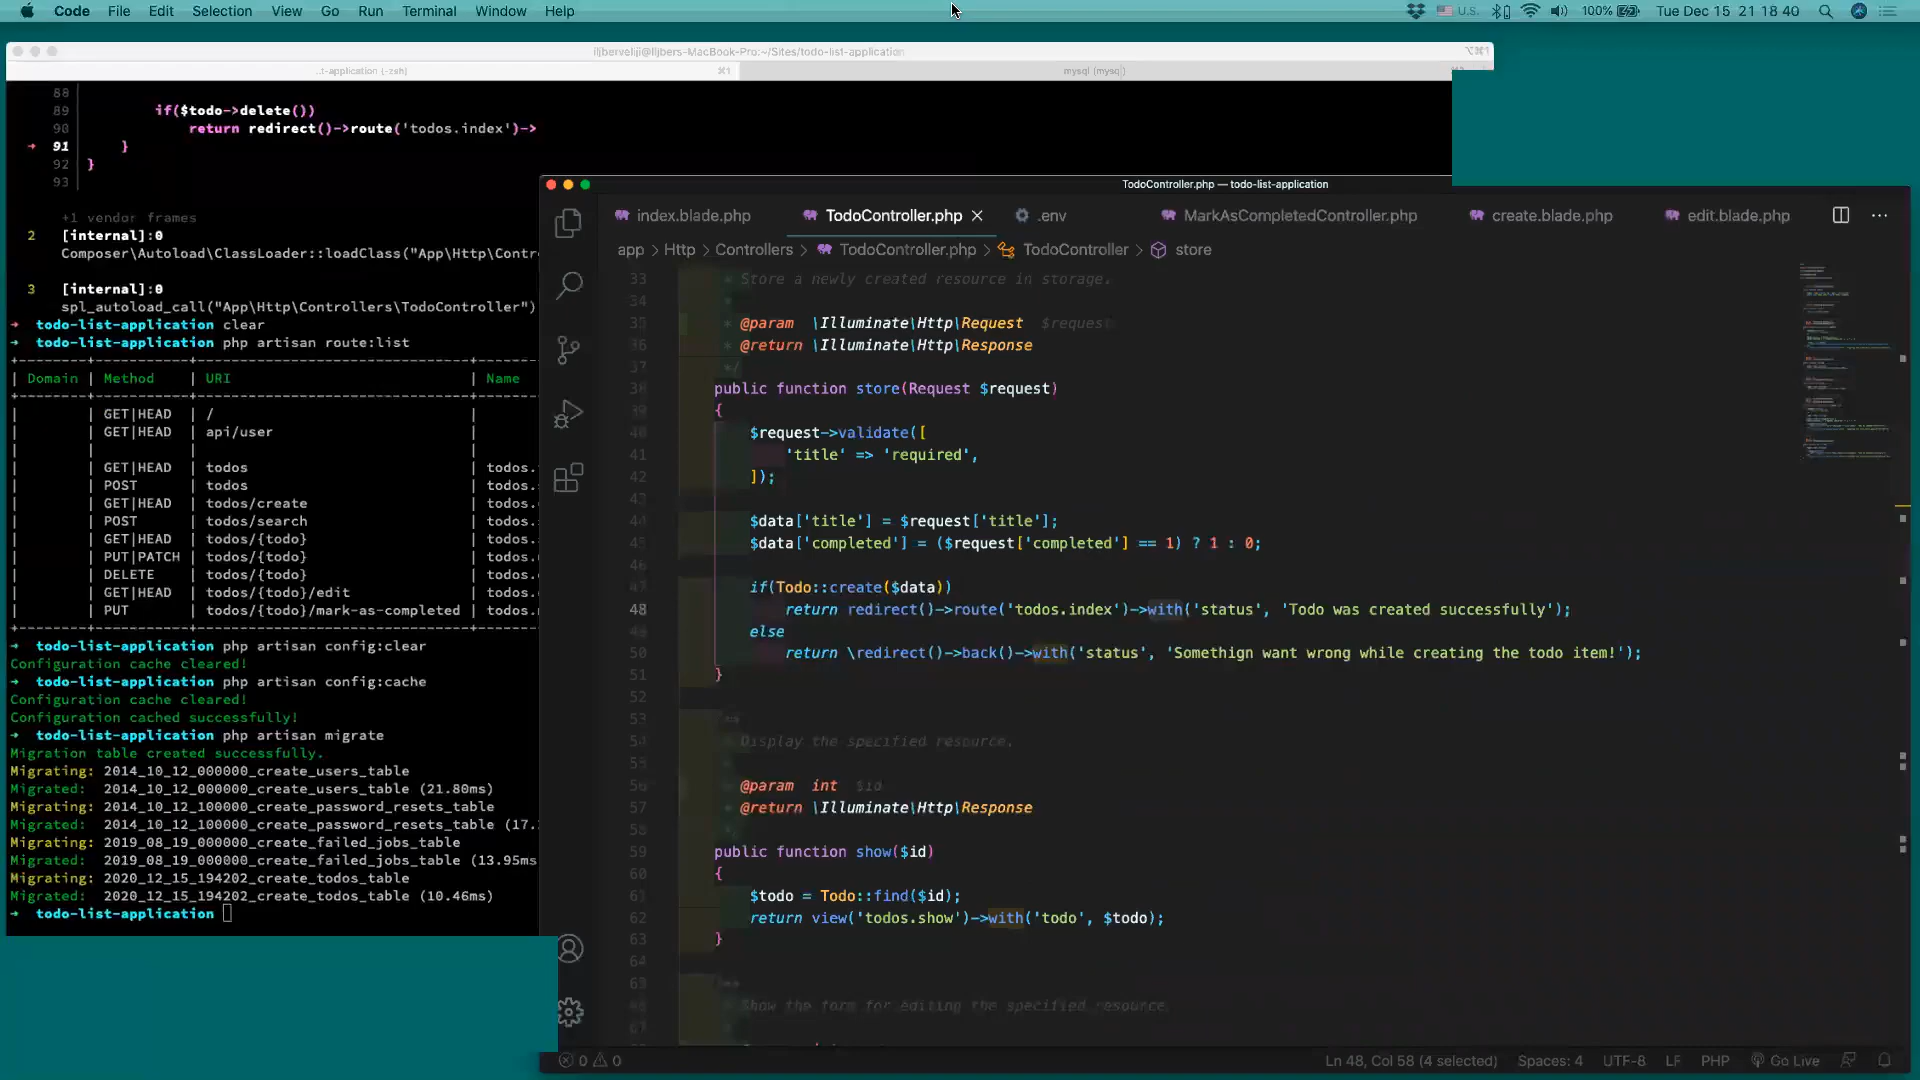 Code File Edit Selection View Go Run Terminal Window Help U.S. 100% Tue Dec 15 21 18 40
iljberveliji@Iljbers-MacBook-Pro:~/Sites/todo-list-application ⌥⌘1
..t-application (-zsh) ⌘1 mysql (mysql)
88
89 if($todo->delete())
90 return redirect()->route('todos.index')->
→ 91 }
92 }
93
+1 vendor frames
2 [internal]:0
Composer\Autoload\ClassLoader::loadClass("App\Http\Contr
3 [internal]:0
spl_autoload_call("App\Http\Controllers\TodoController")
→ todo-list-application clear
→ todo-list-application php artisan route:list
| Domain | Method | URI | Name
| | GET|HEAD | / |
| | GET|HEAD | api/user |
| | | |
| | GET|HEAD | todos | todos.
| | POST | todos | todos.
| | GET|HEAD | todos/create | todos.
| | POST | todos/search | todos.
| | GET|HEAD | todos/{todo} | todos.
| | PUT|PATCH | todos/{todo} | todos.
| | DELETE | todos/{todo} | todos.
| | GET|HEAD | todos/{todo}/edit | todos.
| | PUT | todos/{todo}/mark-as-completed | todos.
→ todo-list-application php artisan config:clear
Configuration cache cleared!
→ todo-list-application php artisan config:cache
Configuration cache cleared!
Configuration cached successfully!
→ todo-list-application php artisan migrate
Migration table created successfully.
Migrating: 2014_10_12_000000_create_users_table
Migrated: 2014_10_12_000000_create_users_table (21.80ms)
Migrating: 2014_10_12_100000_create_password_resets_table
Migrated: 2014_10_12_100000_create_password_resets_table (17.
Migrating: 2019_08_19_000000_create_failed_jobs_table
Migrated: 2019_08_19_000000_create_failed_jobs_table (13.95ms
Migrating: 2020_12_15_194202_create_todos_table
Migrated: 2020_12_15_194202_create_todos_table (10.46ms)
→ todo-list-application
TodoController.php — todo-list-application
index.blade.php TodoController.php .env MarkAsCompletedController.php create.blade.php edit.blade.php
app > Http > Controllers > TodoController.php > TodoController > store
33 * Store a newly created resource in storage.
34 *
35 * @param \Illuminate\Http\Request $request
36 * @return \Illuminate\Http\Response
37 */
38 public function store(Request $request)
39 {
40 $request->validate([
41 'title' => 'required',
42 ]);
43
44 $data['title'] = $request['title'];
45 $data['completed'] = ($request['completed'] == 1) ? 1 : 0;
46
47 if(Todo::create($data))
48 return redirect()->route('todos.index')->with('status', 'Todo was created successfully');
49 else
50 return \redirect()->back()->with('status', 'Somethign want wrong while creating the todo item!');
51 }
52
53
54 Display the specified resource.
55
56 @param int $id
57 @return \Illuminate\Http\Response
58
59 public function show($id)
60 {
61 $todo = Todo::find($id);
62 return view('todos.show')->with('todo', $todo);
63 }
64
Show the form for editing the specified resource
0 0 Ln 48, Col 58 (4 selected) Spaces: 4 UTF-8 LF PHP Go Live